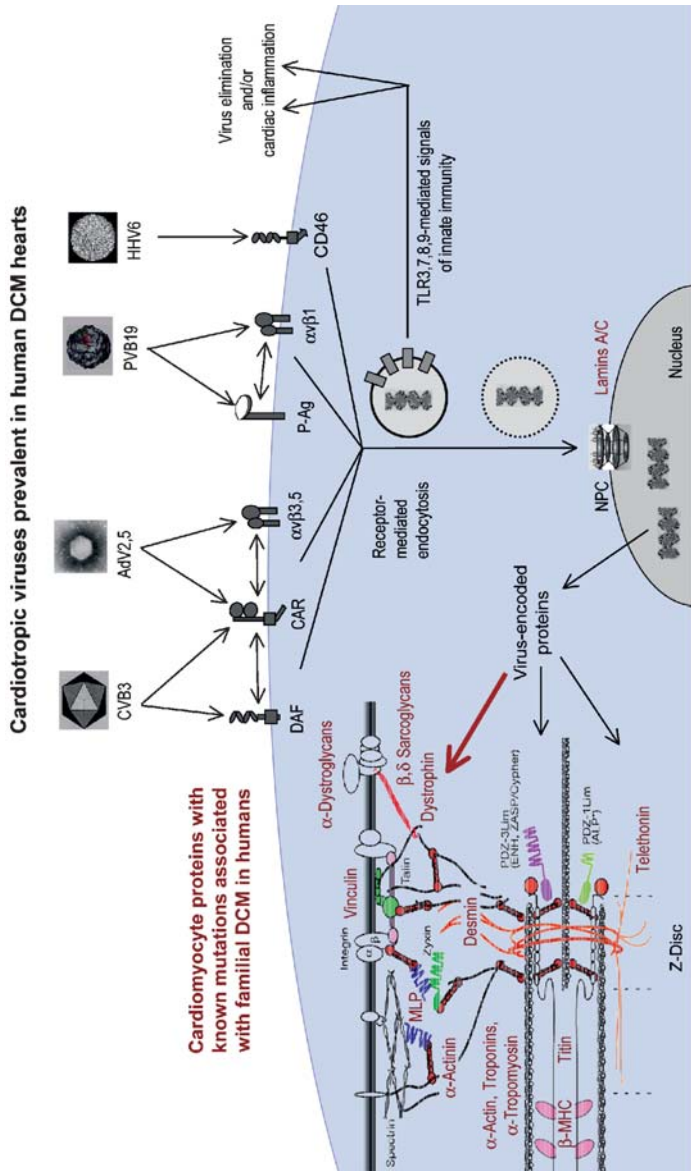 Cardiotropic viruses prevalent in human DCM hearts
CVB3
AdV2,5
PVB19
HHV6
DAF
CAR
αvβ3,5
P-Ag
αvβ1
CD46
Virus elimination
and/or
cardiac inflammation
Cardiomyocyte proteins with
known mutations associated
with familial DCM in humans
Receptor-
mediated
endocytosis
TLR3,7,8,9-mediated signals
of innate immunity
NPC
Lamins A/C
Nucleus
Virus-encoded
proteins
α-Dystroglycans
β,δ Sarcoglycans
Dystrophin
Integrin
α
β
Vinculin
Talin
Spectrin
MLP
Zyxin
α-Actinin
Desmin
α-Actin, Troponins,
α-Tropomyosin
PDZ-3Lim
(ENH, ZASP/Cypher)
PDZ-1Lim
(ALP)
β-MHC
Titin
Telethonin
Z-Disc